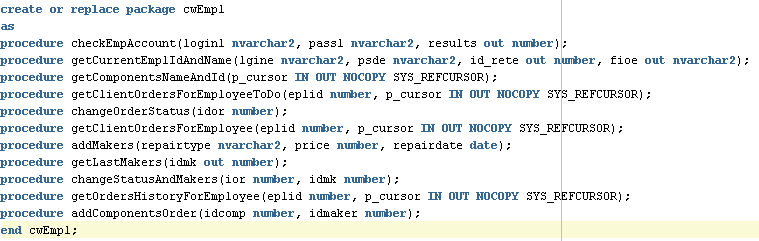 create or replace package cwEmpl
as
procedure checkEmpAccount(loginl nvarchar2, passl nvarchar2, results out number);
procedure getCurrentEmplIdAndName(lgine nvarchar2, psde nvarchar2, id_rete out number, fioe out nvarchar2);
procedure getComponentsNameAndId(p_cursor IN OUT NOCOPY SYS_REFCURSOR);
procedure getClientOrdersForEmployeeToDo(eplid number, p_cursor IN OUT NOCOPY SYS_REFCURSOR);
procedure changeOrderStatus(idor number);
procedure getClientOrdersForEmployee(eplid number, p_cursor IN OUT NOCOPY SYS_REFCURSOR);
procedure addMakers(repairtype nvarchar2, price number, repairdate date);
procedure getLastMakers(idmk out number);
procedure changeStatusAndMakers(ior number, idmk number);
procedure getOrdersHistoryForEmployee(eplid number, p_cursor IN OUT NOCOPY SYS_REFCURSOR);
procedure addComponentsOrder(idcomp number, idmaker number);
end cwEmpl;